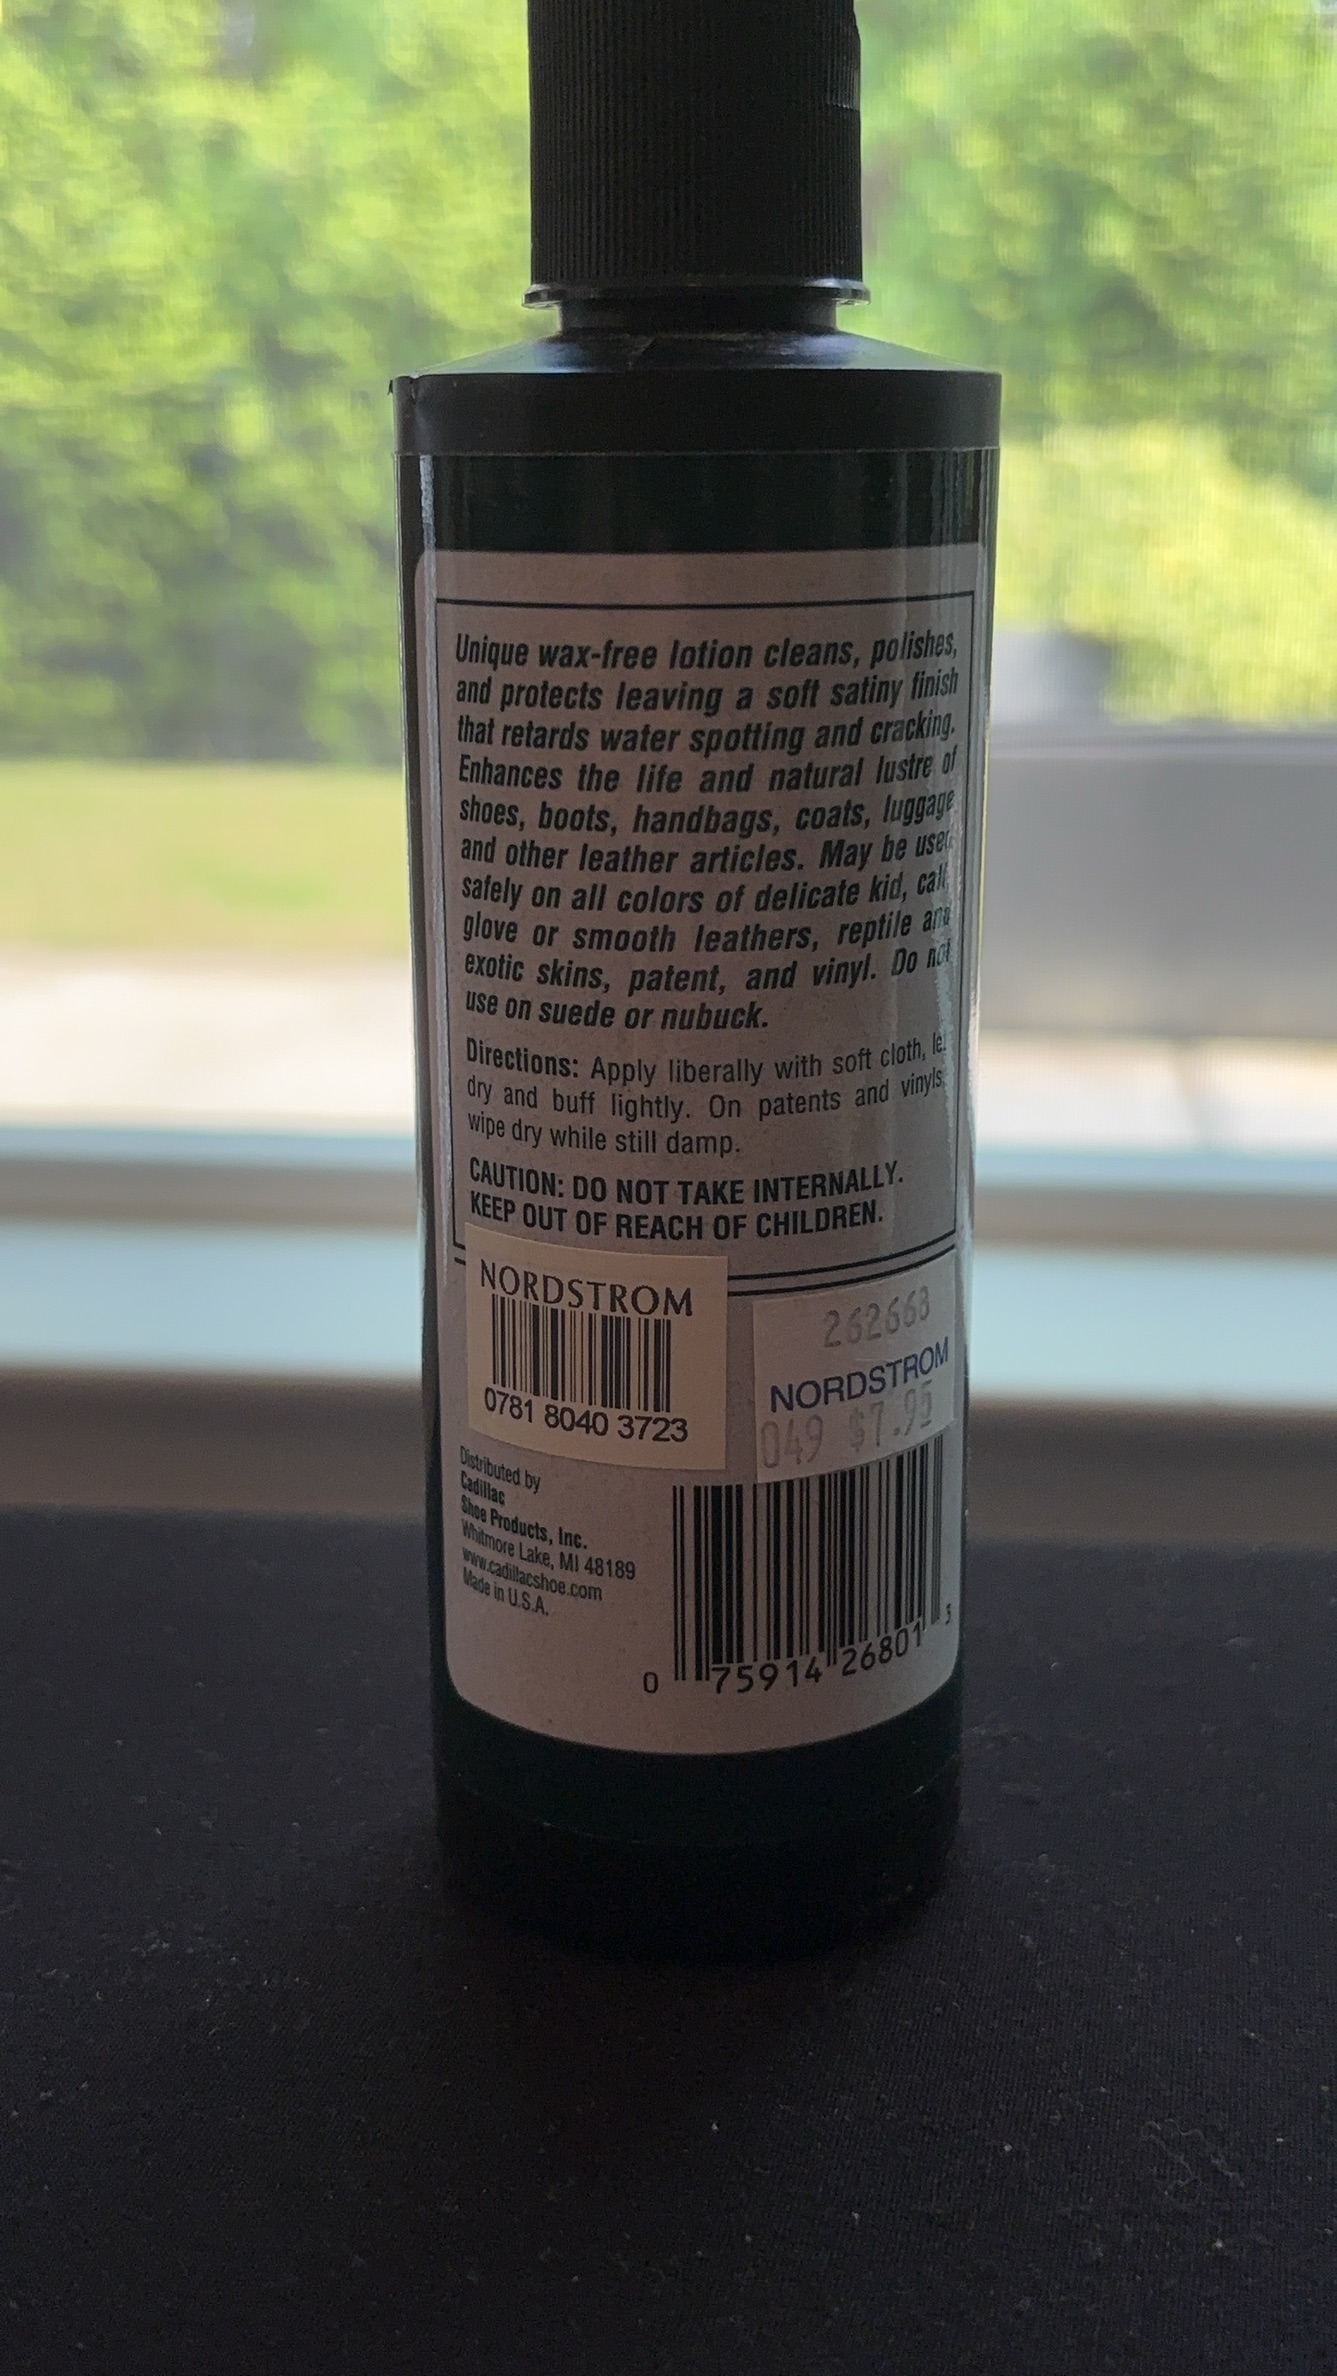 Unique wax-free lotion cleans, polishes,
and protects leaving a soft satiny finish
that retards water spotting and cracking.
Enhances the life and natural lustre of
shoes, boots, handbags, coats, luggage
and other leather articles. May be used
safely on all colors of delicate kid, calf,
glove or smooth leathers, reptile and
exotic skins, patent, and vinyl. Do not
use on suede or nubuck.
Directions: Apply liberally with soft cloth, let
dry and buff lightly. On patents and vinyls,
wipe dry while still damp.
CAUTION: DO NOT TAKE INTERNALLY.
KEEP OUT OF REACH OF CHILDREN.
NORDSTROM
0781 8040 3723
262668
NORDSTROM
049 $7.95
Distributed by
Cadillac
Shoe Products, Inc.
Whitmore Lake, MI 48189
www.cadillacshoe.com
Made in U.S.A.
0 75914 26801 3